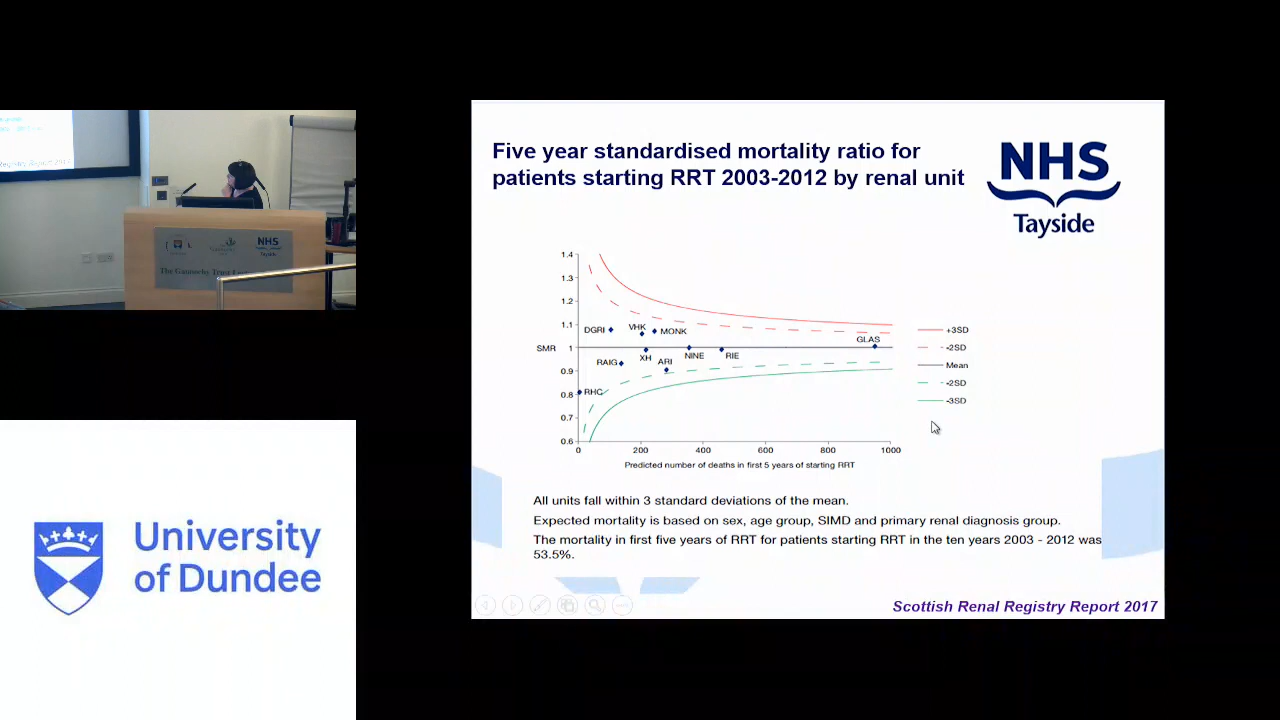 Five year standardised mortality ratio for
patients starting RRT 2003-2012 by renal unit
NHS
Tayside
1.4
1.3
1.2
1.1
SMR 1
0.9
0.8
0.7
0.6
0 200 400 600 800 1000
DGRI VHK MONK
GLAS
XH NINE RIE
RAIG ARI
RHC
Predicted number of deaths in first 5 years of starting RRT
+3SD
-2SD
Mean
-2SD
-3SD
All units fall within 3 standard deviations of the mean.
Expected mortality is based on sex, age group, SIMD and primary renal diagnosis group.
The mortality in first five years of RRT for patients starting RRT in the ten years 2003 - 2012 was
53.5%.
Scottish Renal Registry Report 2017
NHS
The Gannochy Trust
University
of Dundee